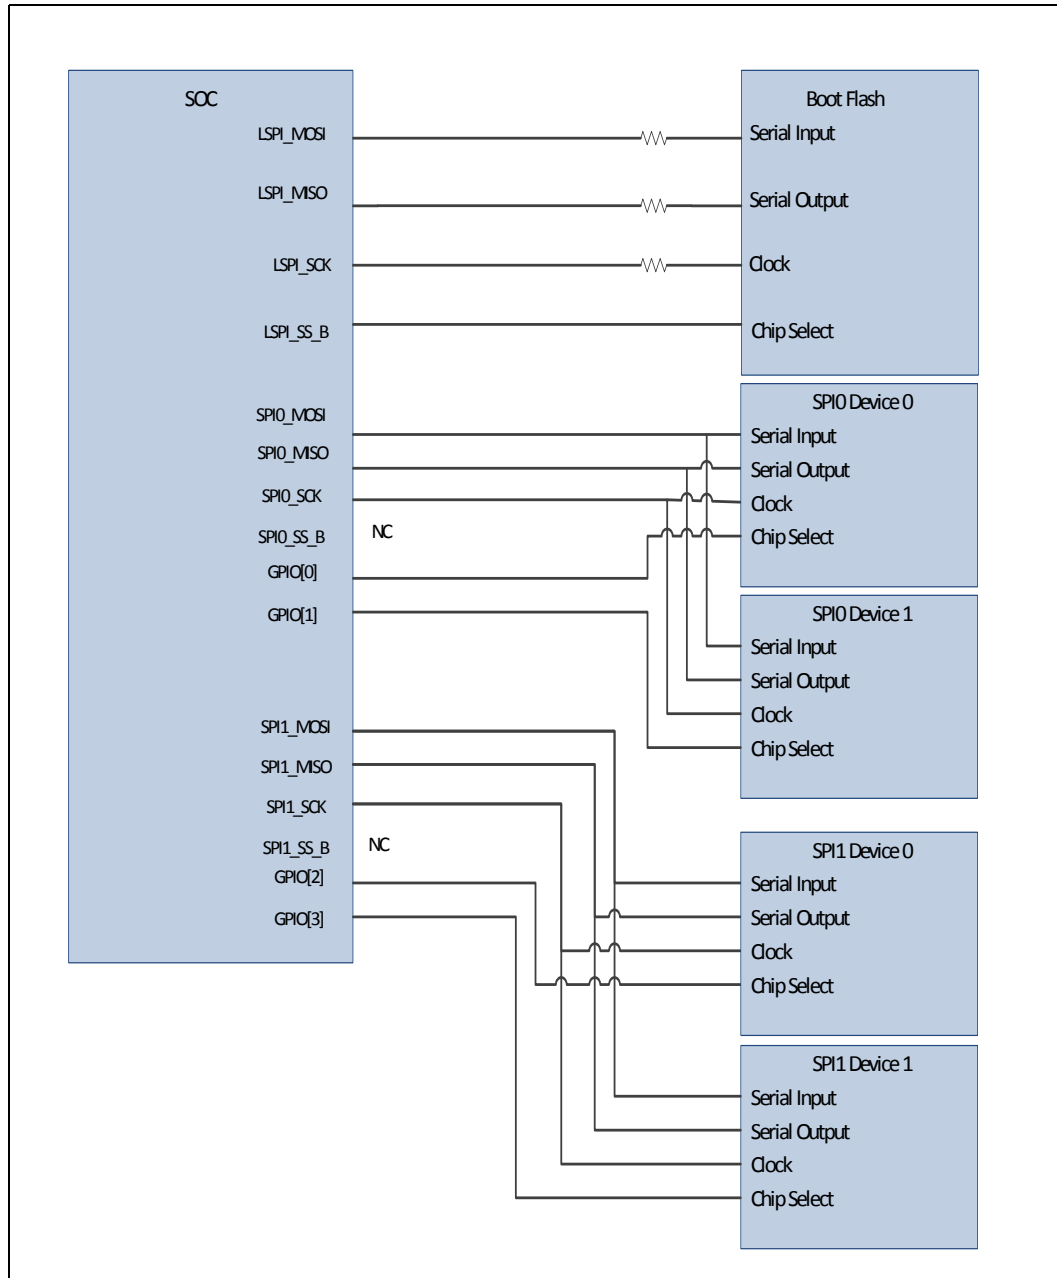 SOC
LSPI_MOSI
LSPI_MISO
LSPI_SCK
LSPI_SS_B
SPI0_MOSI
SPI0_MISO
SPI0_SCK
SPI0_SS_B
NC
GPIO[0]
GPIO[1]
SPI1_MOSI
SPI1_MISO
SPI1_SCK
SPI1_SS_B
NC
GPIO[2]
GPIO[3]
Boot Flash
Serial Input
Serial Output
Clock
Chip Select
SPI0 Device 0
Serial Input
Serial Output
Clock
Chip Select
SPI0 Device 1
Serial Input
Serial Output
Clock
Chip Select
SPI1 Device 0
Serial Input
Serial Output
Clock
Chip Select
SPI1 Device 1
Serial Input
Serial Output
Clock
Chip Select